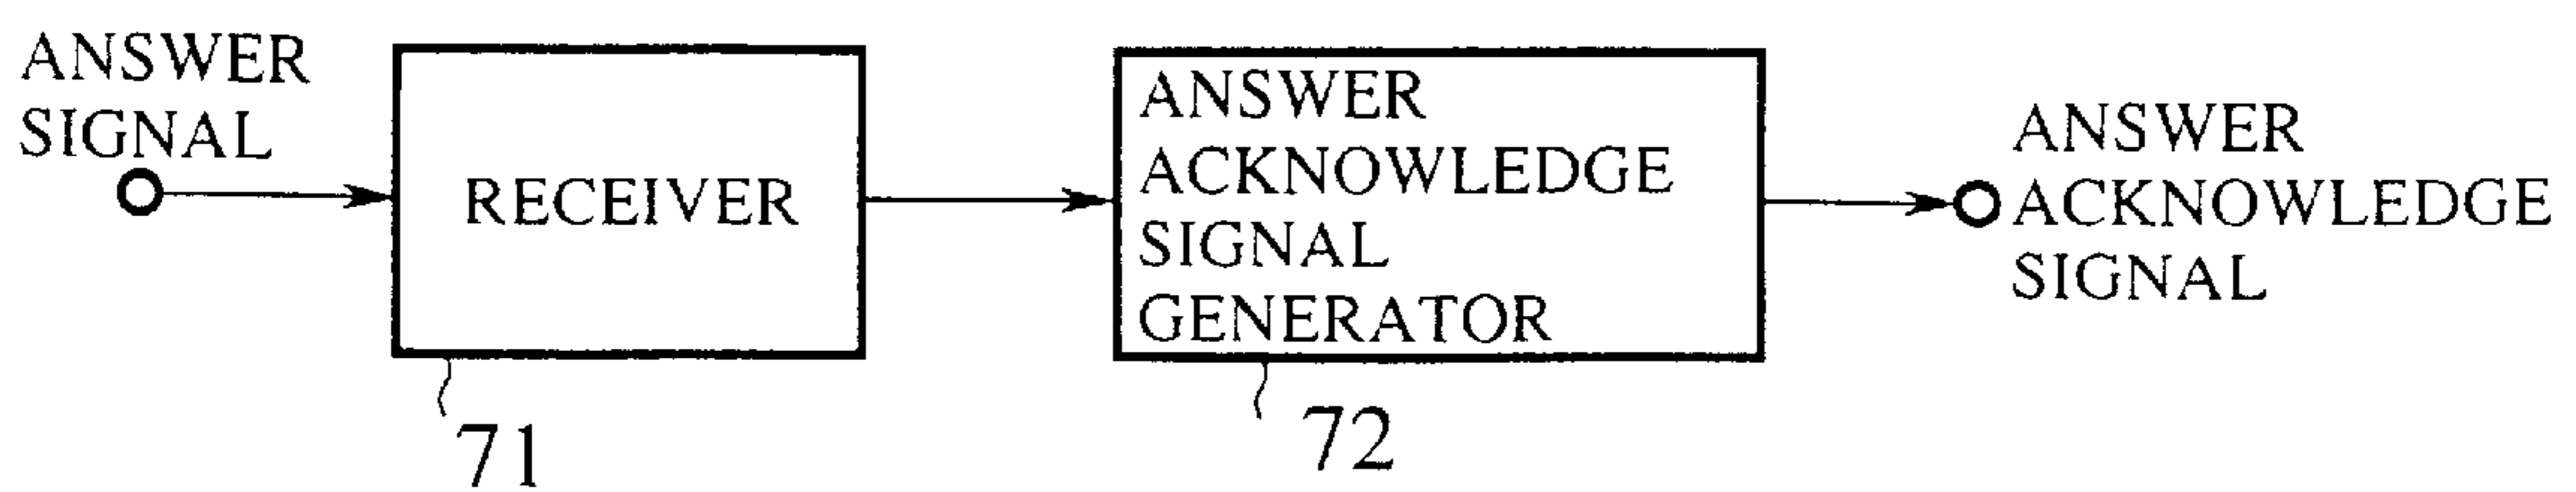 ANSWER
SIGNAL
RECEIVER
71
ANSWER
ACKNOWLEDGE
SIGNAL
GENERATOR
72
ANSWER
ACKNOWLEDGE
SIGNAL